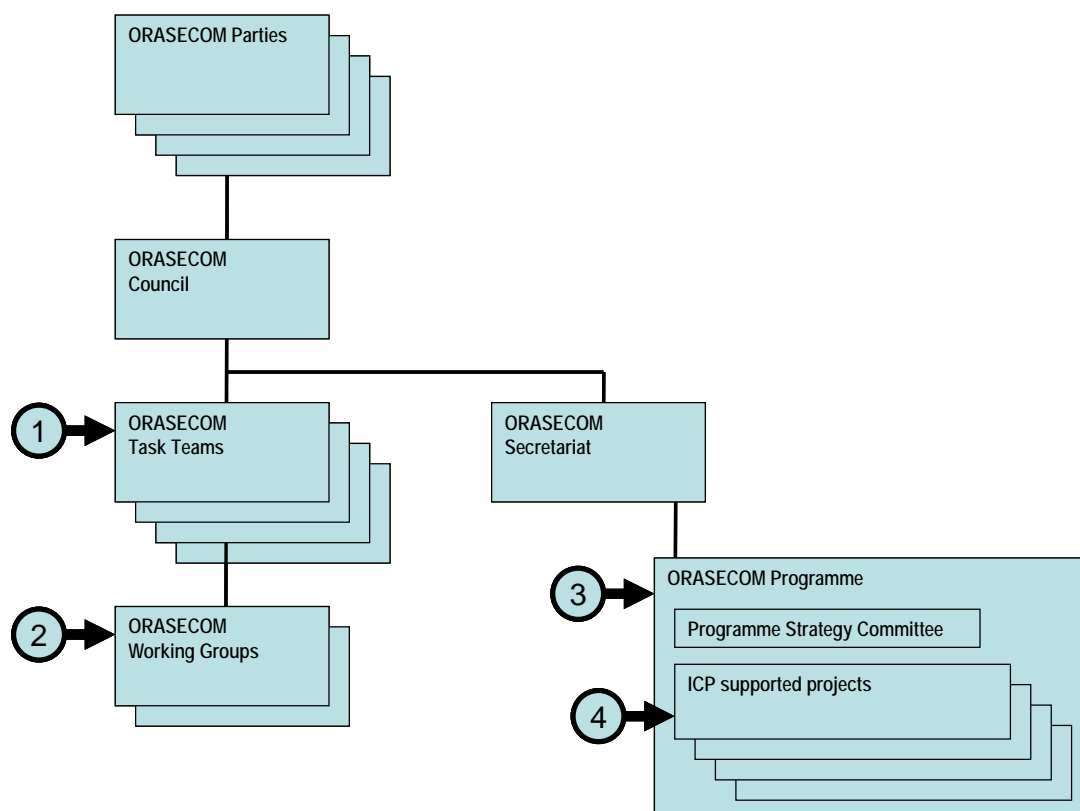 ORASECOM Parties
ORASECOM
Council
1
ORASECOM
Task Teams
ORASECOM
Secretariat
2
ORASECOM
Working Groups
3
ORASECOM Programme
Programme Strategy Committee
4
ICP supported projects